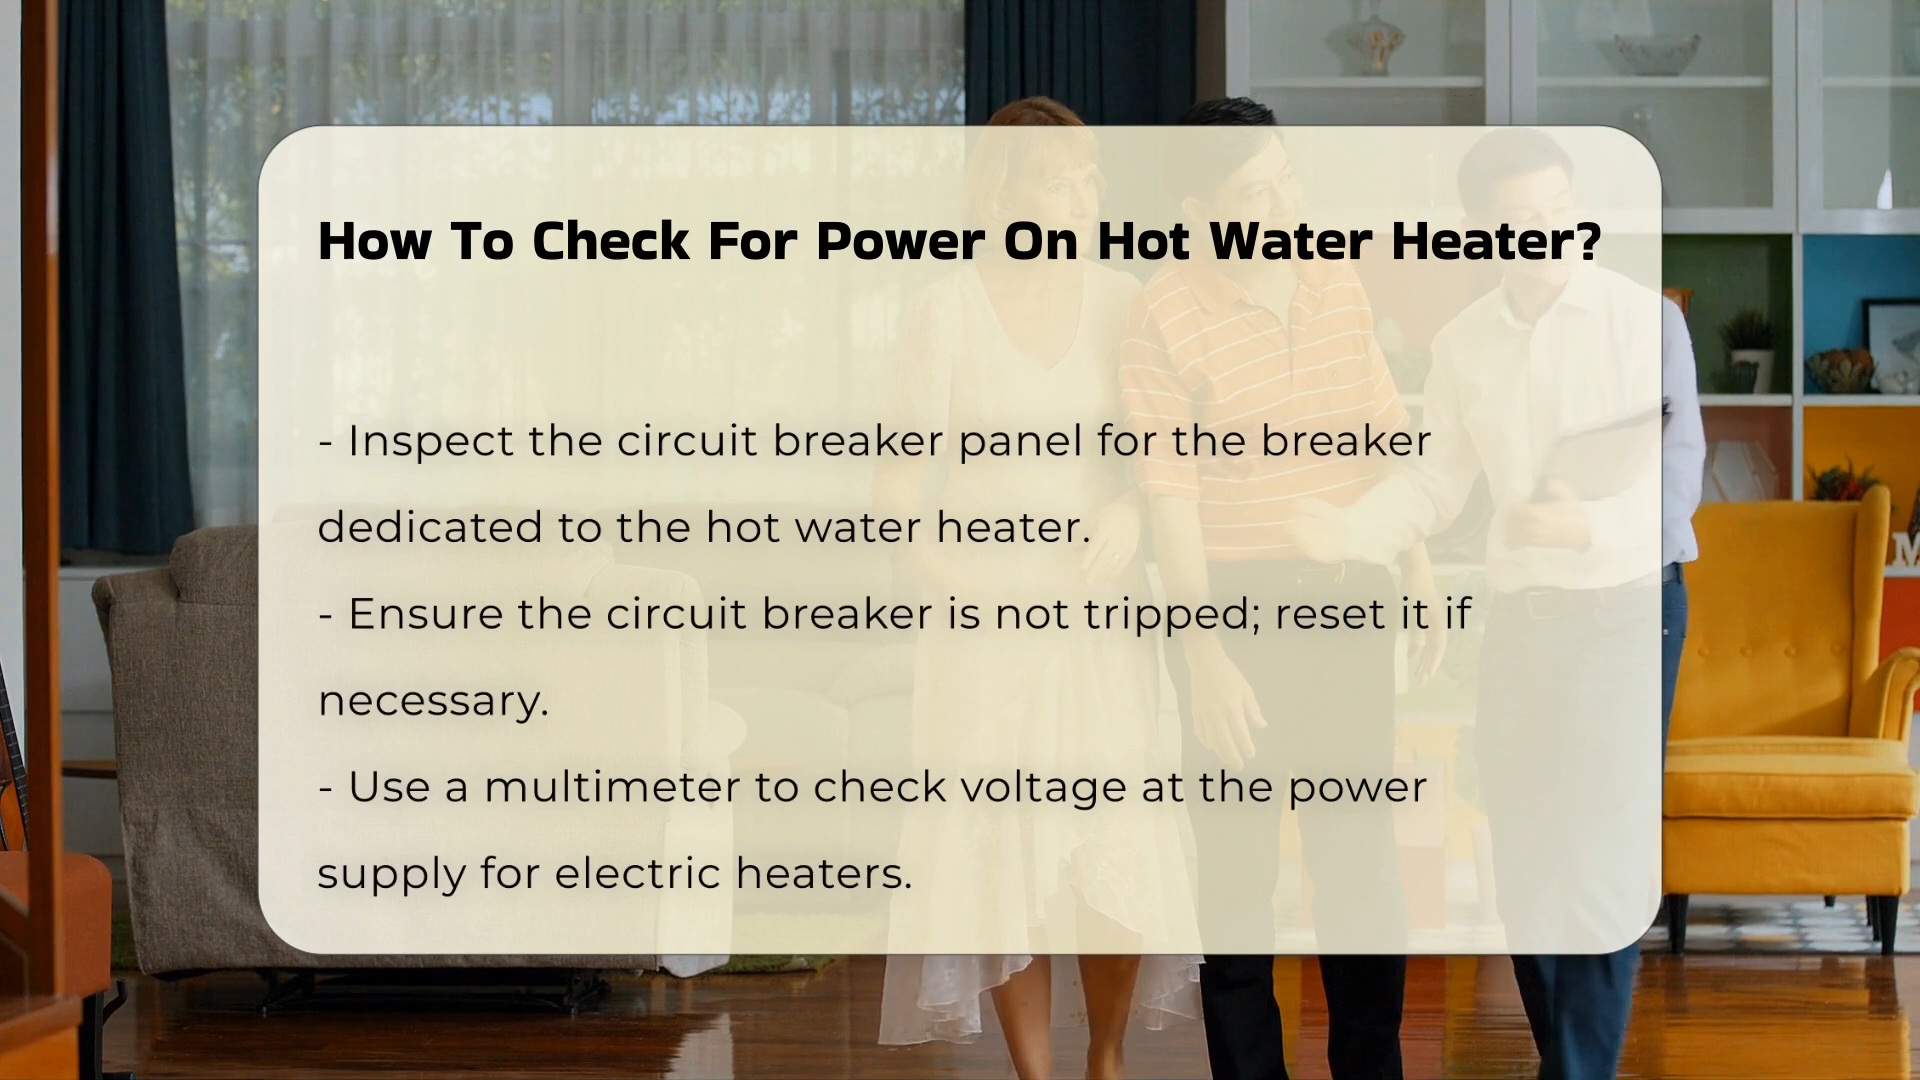 How To Check For Power On Hot Water Heater?
- Inspect the circuit breaker panel for the breaker
dedicated to the hot water heater.
- Ensure the circuit breaker is not tripped; reset it if
necessary.
- Use a multimeter to check voltage at the power
supply for electric heaters.
M